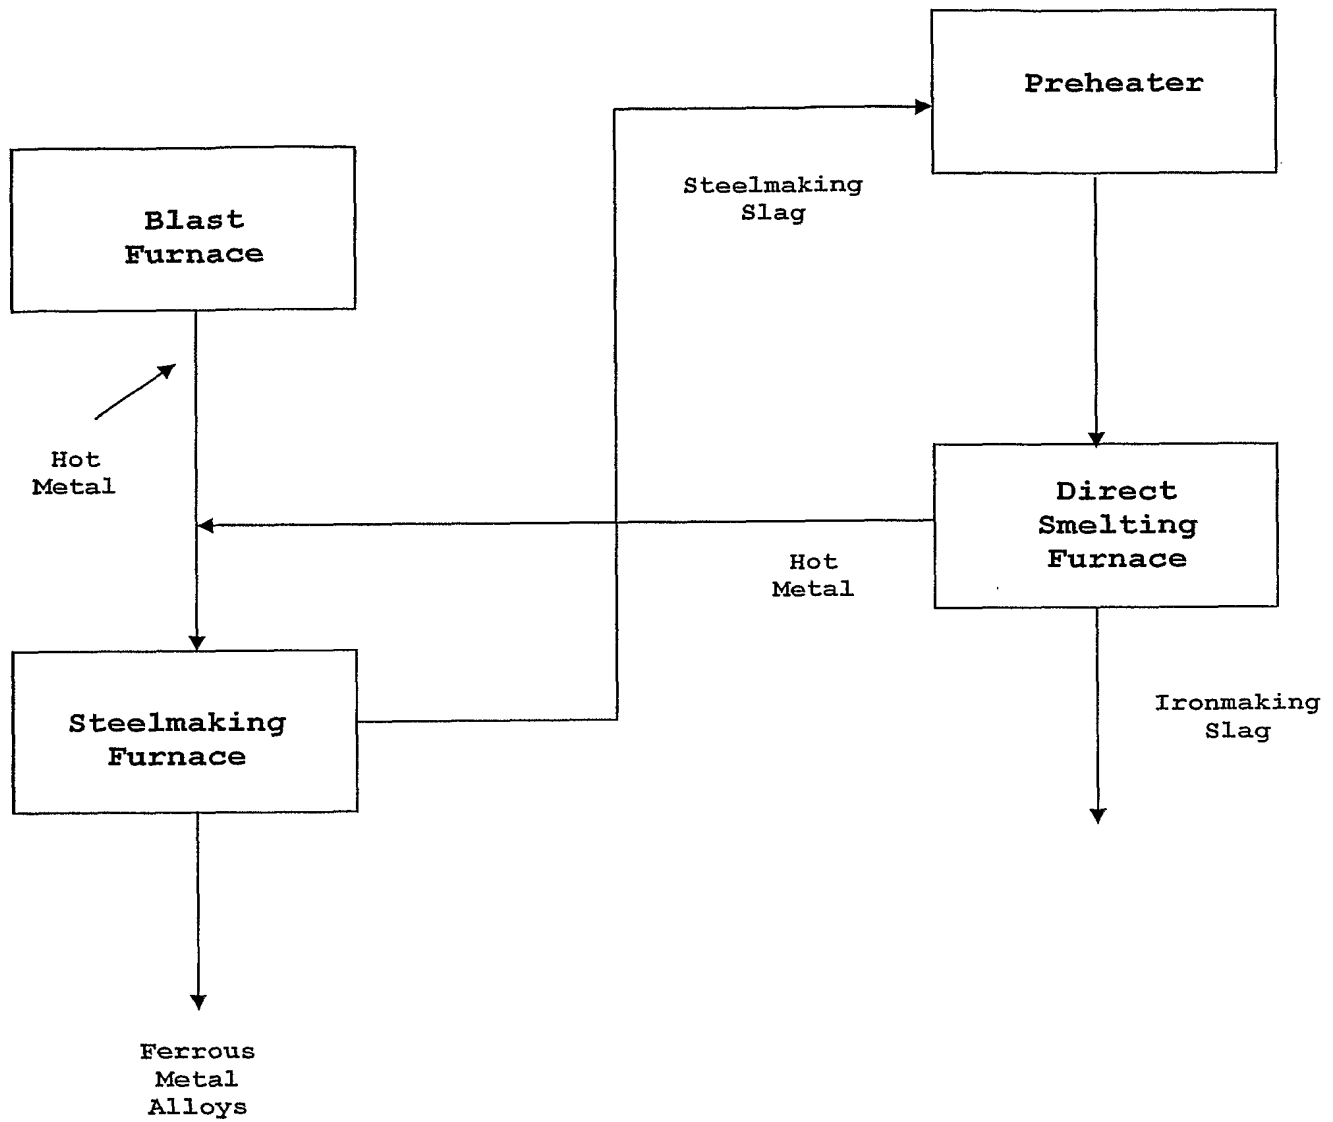 Preheater
Steelmaking
Slag
Blast
Furnace
Hot
Metal
Direct
Smelting
Furnace
Hot
Metal
Steelmaking
Furnace
Ironmaking
Slag
Ferrous
Metal
Alloys